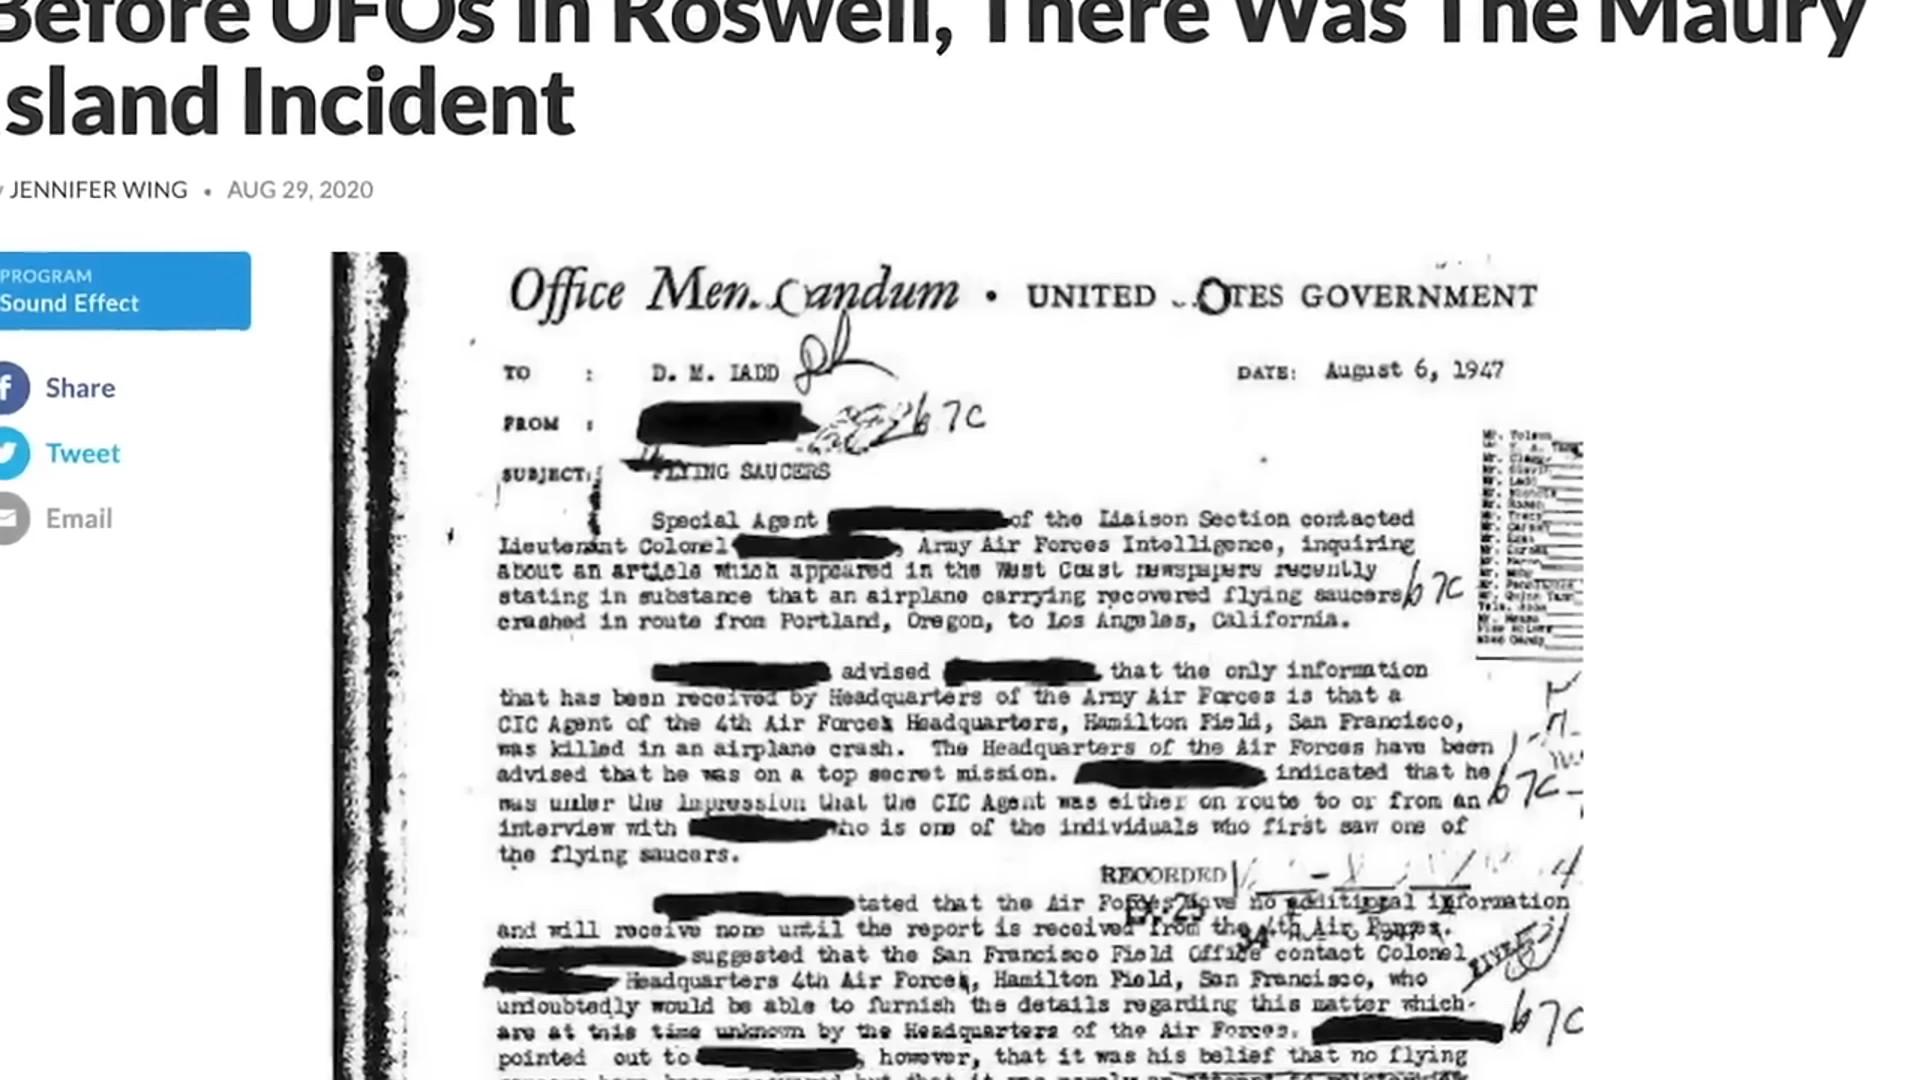 Before UFOs in Roswell, There Was The Maury
Island Incident
JENNIFER WING • AUG 29, 2020
PROGRAM
Sound Effect
Share
Tweet
Email
Office Memorandum • UNITED STATES GOVERNMENT
TO : D. M. LADD
DATE: August 6, 1947
FROM :
b7c
SUBJECT: FLYING SAUCERS
Mr. Tolson
Special Agent of the Liaison Section contacted
Lieutenant Colonel , Army Air Forces Intelligence, inquiring
about an article which appeared in the West Coast newspapers recently
stating in substance that an airplane carrying recovered flying saucers b7c
crashed in route from Portland, Oregon, to Los Angeles, California.
advised that the only information
that has been received by Headquarters of the Army Air Forces is that a
CIC Agent of the 4th Air Forces Headquarters, Hamilton Field, San Francisco,
was killed in an airplane crash. The Headquarters of the Air Forces have been
advised that he was on a top secret mission. indicated that he
was under the impression that the CIC Agent was either en route to or from an b7c
interview with who is one of the individuals who first saw one of
the flying saucers.
RECORDED
tated that the Air Forces have no additional information
and will receive none until the report is received from the 4th Air Forces.
suggested that the San Francisco Field Office contact Colonel
Headquarters 4th Air Forces, Hamilton Field, San Francisco, who
undoubtedly would be able to furnish the details regarding this matter which
are at this time unknown by the Headquarters of the Air Forces. b7c
pointed out to , however, that it was his belief that no flying